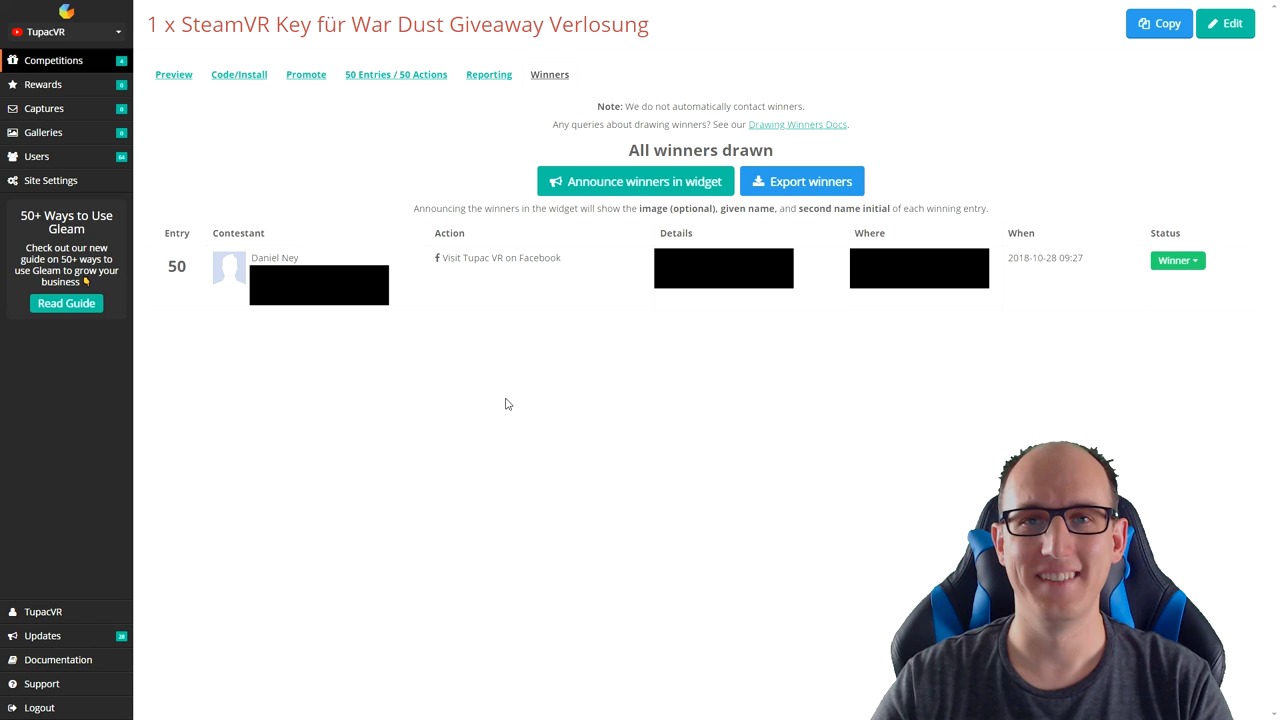 TupacVR
Competitions 4
Rewards 0
Captures 0
Galleries 0
Users 64
Site Settings
50+ Ways to Use
Gleam
Check out our new
guide on 50+ ways to
use Gleam to grow your
business 👇
Read Guide
TupacVR
Updates 28
Documentation
Support
Logout
1 x SteamVR Key für War Dust Giveaway Verlosung
Copy
Edit
Preview Code/Install Promote 50 Entries / 50 Actions Reporting Winners
Note: We do not automatically contact winners.
Any queries about drawing winners? See our Drawing Winners Docs.
All winners drawn
Announce winners in widget Export winners
Announcing the winners in the widget will show the image (optional), given name, and second name initial of each winning entry.
Entry Contestant Action Details Where When Status
50 Daniel Ney Visit Tupac VR on Facebook 2018-10-28 09:27 Winner